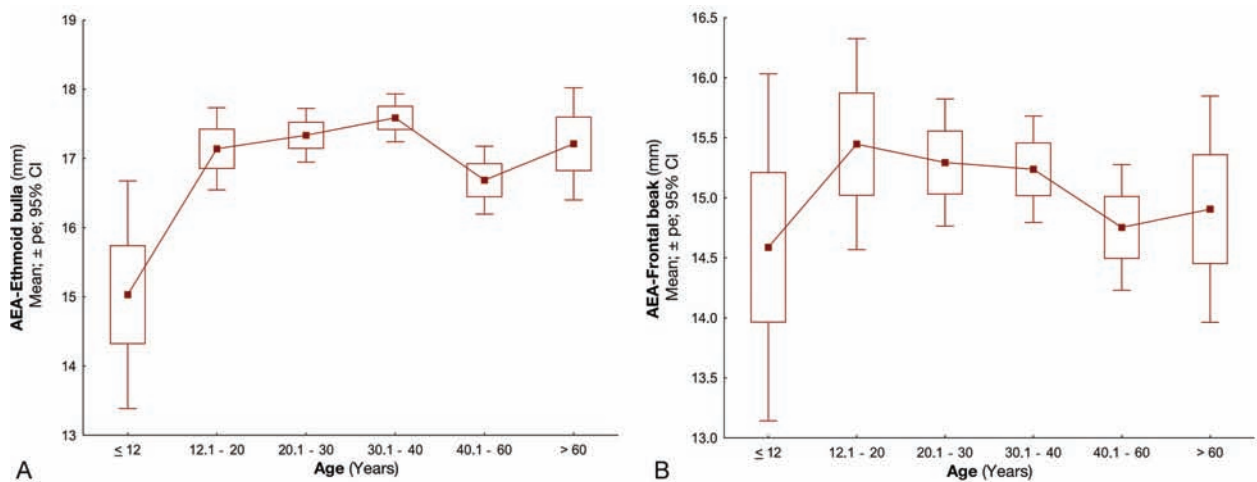 AEA-Ethmoid bulla (mm)
Mean; ± pe; 95% CI
19
18
17
16
15
14
13
≤ 12
12.1 - 20
20.1 - 30
30.1 - 40
40.1 - 60
> 60
Age (Years)
A
AEA-Frontal beak (mm)
Mean; ± pe; 95% CI
16.5
16.0
15.5
15.0
14.5
14.0
13.5
13.0
≤ 12
12.1 - 20
20.1 - 30
30.1 - 40
40.1 - 60
> 60
Age (Years)
B